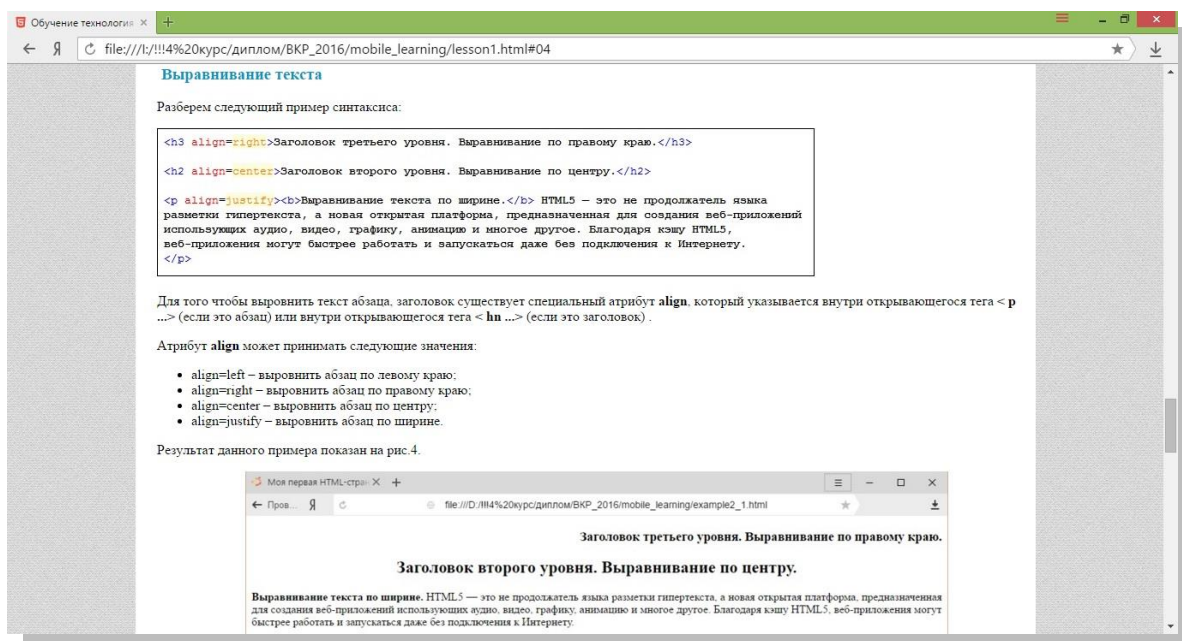 Обучение технология
file:///I:/!!!4%20курс/диплом/ВКР_2016/mobile_learning/lesson1.html#04
Выравнивание текста
Разберем следующий пример синтаксиса:
<h3 align=right>Заголовок третьего уровня. Выравнивание по правому краю.</h3>
<h2 align=center>Заголовок второго уровня. Выравнивание по центру.</h2>
<p align=justify><b>Выравнивание текста по ширине.</b> HTML5 — это не продолжатель языка
разметки гипертекста, а новая открытая платформа, предназначенная для создания веб-приложений
использующих аудио, видео, графику, анимацию и многое другое. Благодаря кэшу HTML5,
веб-приложения могут быстрее работать и запускаться даже без подключения к Интернету.
</p>
Для того чтобы выровнить текст абзаца, заголовок существует специальный атрибут align, который указывается внутри открывающегося тега < p
...> (если это абзац) или внутри открывающегося тега < hn ...> (если это заголовок) .
Атрибут align может принимать следующие значения:
• align=left – выровнить абзац по левому краю;
• align=right – выровнить абзац по правому краю;
• align=center – выровнить абзац по центру;
• align=justify – выровнить абзац по ширине.
Результат данного примера показан на рис.4.
Моя первая HTML-стран
Пров... Я file:///D:/!!!4%20курс/диплом/ВКР_2016/mobile_learning/example2_1.html
Заголовок третьего уровня. Выравнивание по правому краю.
Заголовок второго уровня. Выравнивание по центру.
Выравнивание текста по ширине. HTML5 — это не продолжатель языка разметки гипертекста, а новая открытая платформа, предназначенная
для создания веб-приложений использующих аудио, видео, графику, анимацию и многое другое. Благодаря кэшу HTML5, веб-приложения могут
быстрее работать и запускаться даже без подключения к Интернету.